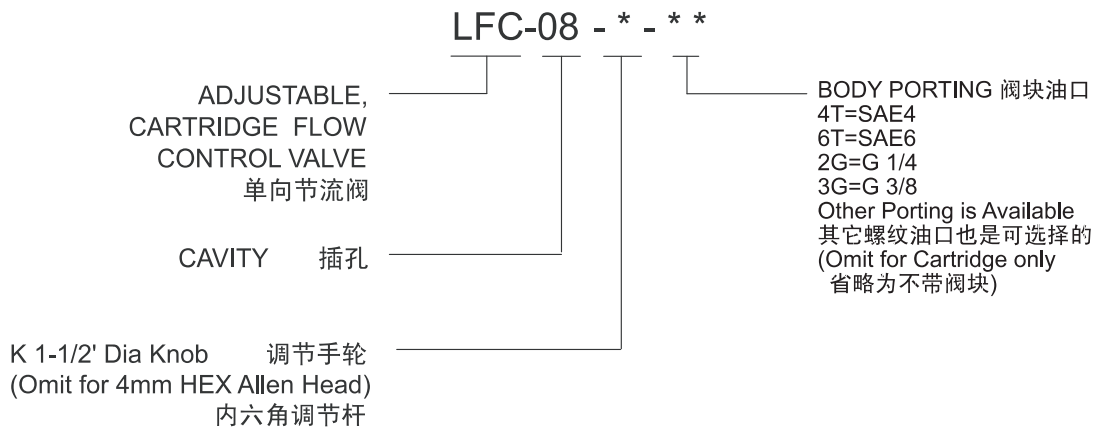 LFC-08 - * - * *
ADJUSTABLE,
CARTRIDGE FLOW
CONTROL VALVE
单向节流阀
CAVITY 插孔
K 1-1/2' Dia Knob 调节手轮
(Omit for 4mm HEX Allen Head)
内六角调节杆
BODY PORTING 阀块油口
4T=SAE4
6T=SAE6
2G=G 1/4
3G=G 3/8
Other Porting is Available
其它螺纹油口也是可选择的
(Omit for Cartridge only
省略为不带阀块)